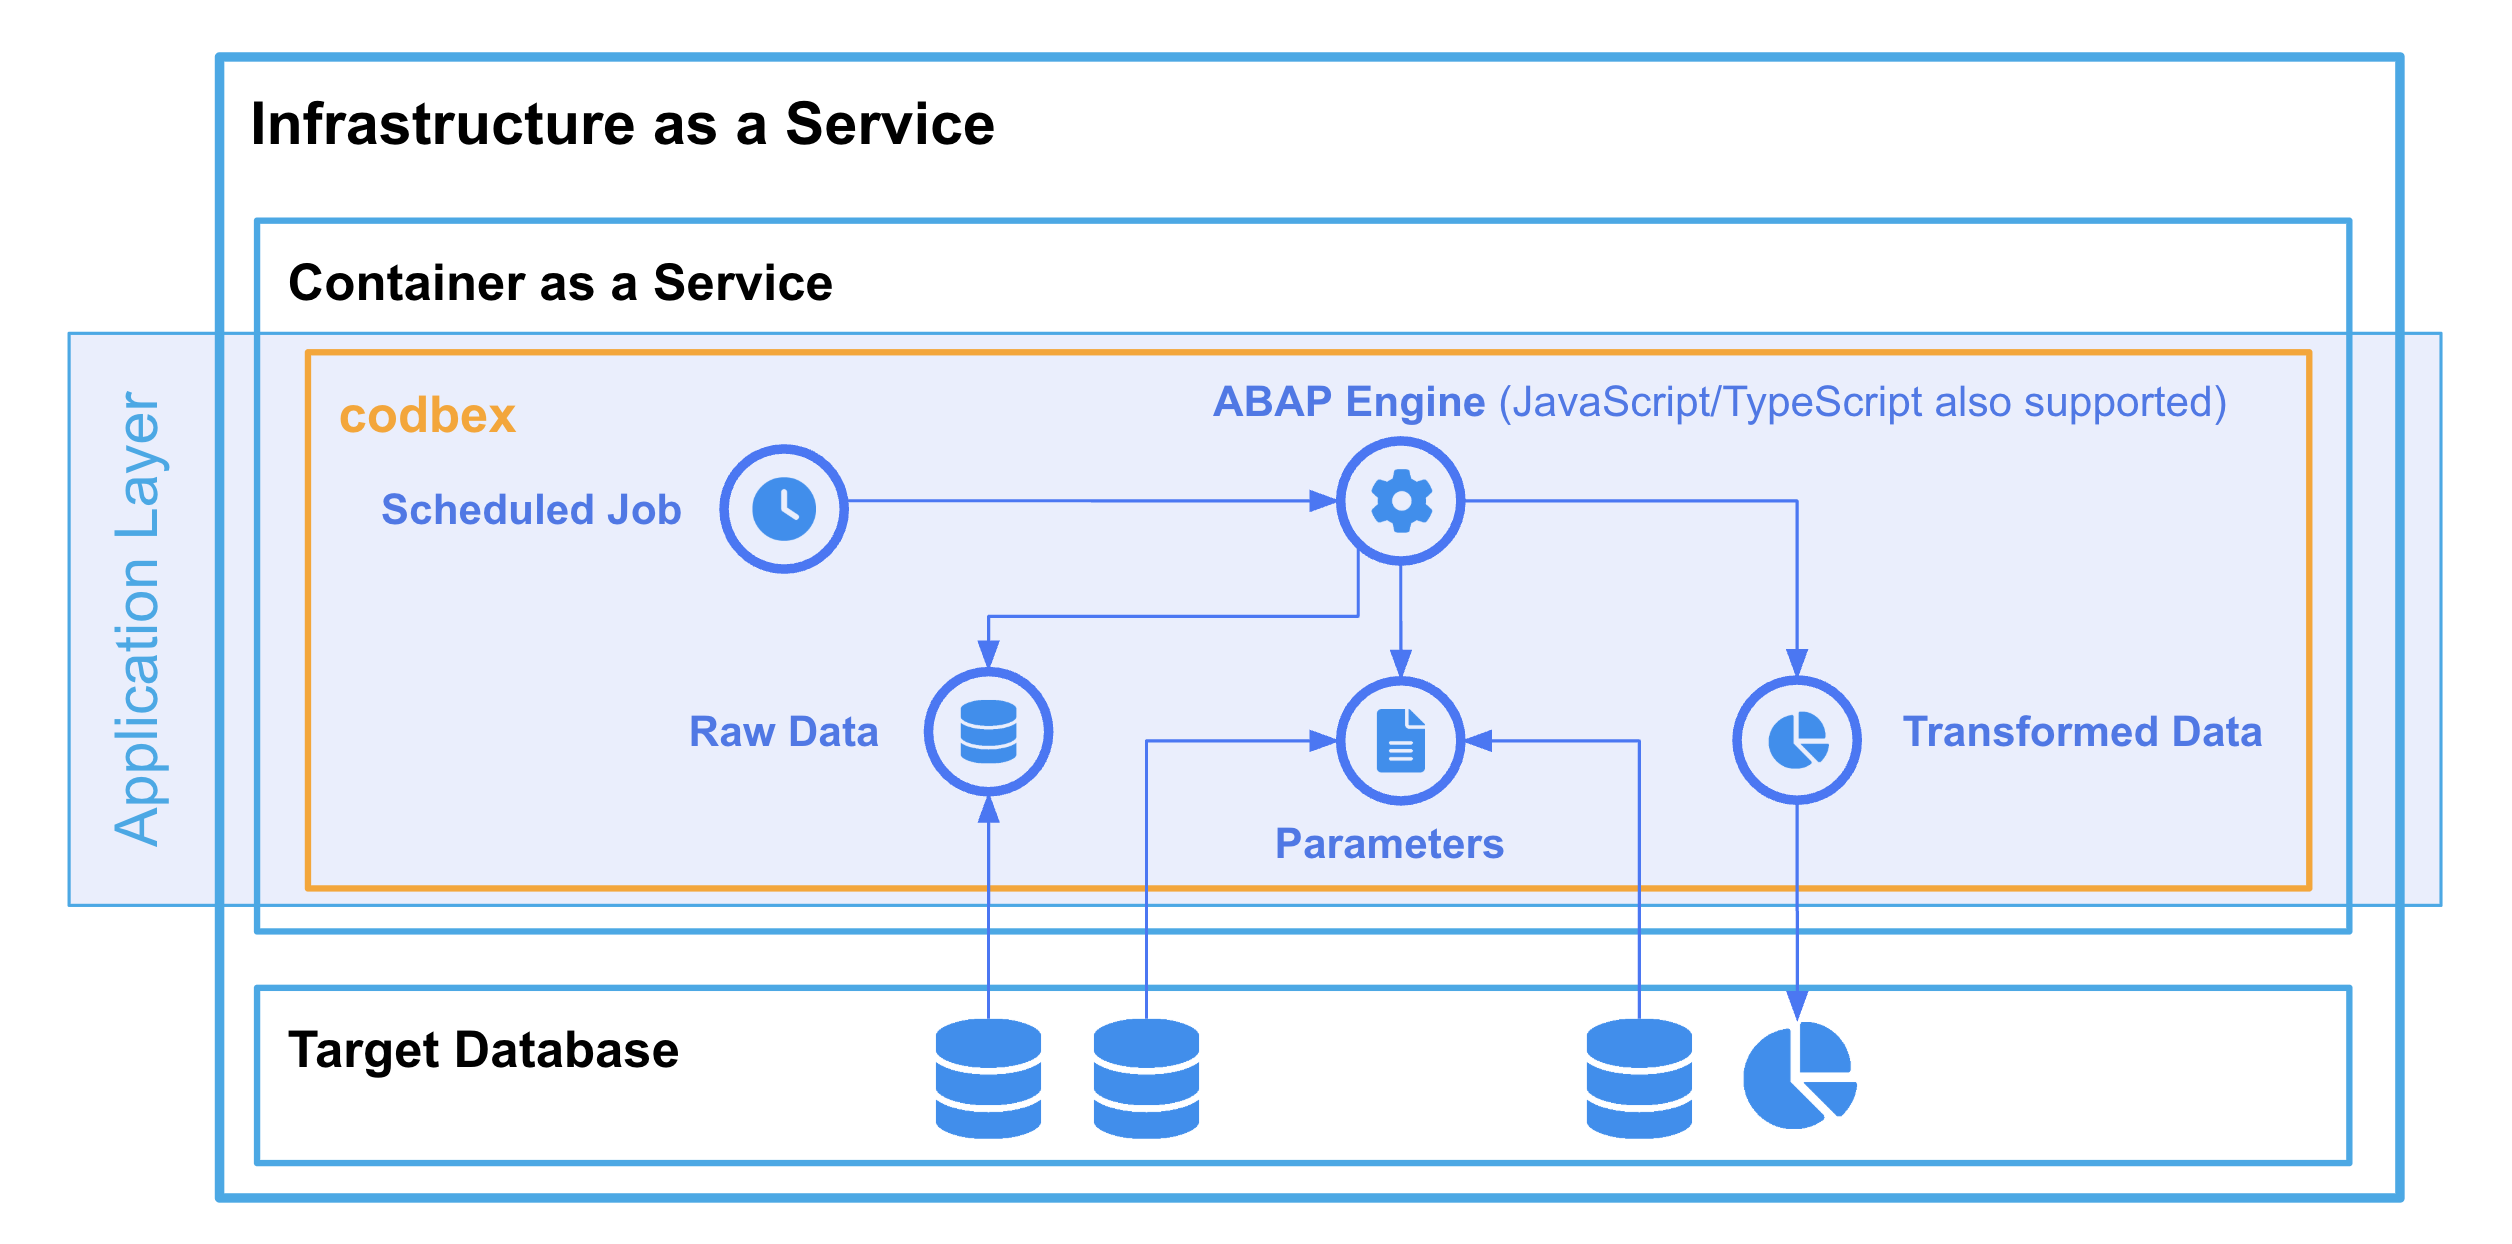 Infrastructure as a Service
Container as a Service
Application Layer
codbex
ABAP Engine (JavaScript/TypeScript also supported)
Scheduled Job
Raw Data
Transformed Data
Parameters
Target Database